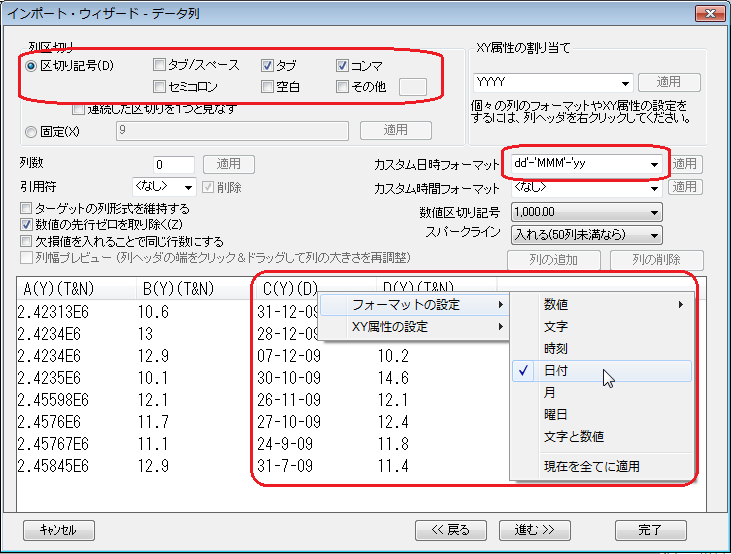 インポート・ウィザード - データ列
列区切り
区切り記号(D)
タブ/スペース
タブ
コンマ
セミコロン
空白
その他
連続した区切りを1つと見なす
固定(X)
9
適用
XY属性の割り当て
YYYY
適用
個々の列のフォーマットやXY属性の設定を
するには、列ヘッダを右クリックしてください。
列数
0
適用
カスタム日時フォーマット
dd'-'MMM'-'yy
適用
引用符
<なし>
削除
カスタム時間フォーマット
<なし>
適用
ターゲットの列形式を維持する
数値区切り記号
1,000.00
数値の先行ゼロを取り除く(Z)
スパークライン
入れる(50列未満なら)
欠損値を入れることで同じ行数にする
列幅プレビュー (列ヘッダの端をクリック&ドラッグして列の大きさを再調整)
列の追加
列の削除
A(Y)(T&N) B(Y)(T&N) C(Y)(D) D(Y)(T&N)
2.42313E6 10.6 31-12-09
2.4234E6 13 28-12-09
2.4234E6 12.9 07-12-09 10.2
2.4235E6 10.1 30-10-09 14.6
2.45598E6 12.1 26-11-09 12.1
2.4576E6 11.7 27-10-09 12.4
2.45767E6 11.1 24-9-09 11.8
2.45845E6 12.9 31-7-09 11.4
フォーマットの設定
XY属性の設定
数値
文字
時刻
日付
月
曜日
文字と数値
現在を全てに適用
キャンセル
<< 戻る
進む >>
完了